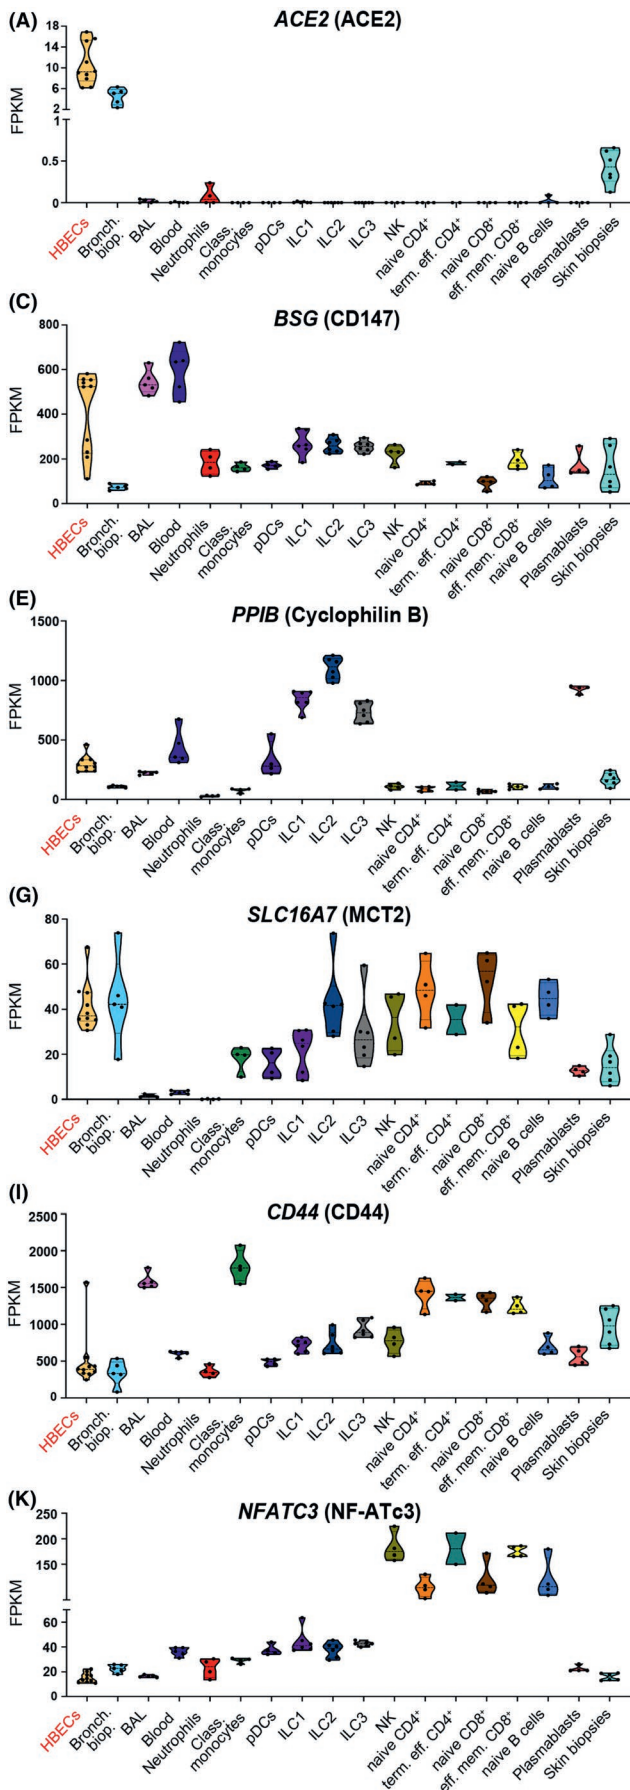 (A) ACE2 (ACE2)
18
14
10
6
2
1
0.5
0
FPKM
HBECs
Bronch. biop.
BAL
Blood
Neutrophils
Class. monocytes
pDCs
ILC1
ILC2
ILC3
NK
naive CD4⁺
term. eff. CD4⁺
naive CD8⁺
eff. mem. CD8⁺
naive B cells
Plasmablasts
Skin biopsies
(C) BSG (CD147)
800
600
400
200
0
FPKM
HBECs
Bronch. biop.
BAL
Blood
Neutrophils
Class. monocytes
pDCs
ILC1
ILC2
ILC3
NK
naive CD4⁺
term. eff. CD4⁺
naive CD8⁺
eff. mem. CD8⁺
naive B cells
Plasmablasts
Skin biopsies
(E) PPIB (Cyclophilin B)
1500
1000
500
0
FPKM
HBECs
Bronch. biop.
BAL
Blood
Neutrophils
Class. monocytes
pDCs
ILC1
ILC2
ILC3
NK
naive CD4⁺
term. eff. CD4⁺
naive CD8⁺
eff. mem. CD8⁺
naive B cells
Plasmablasts
Skin biopsies
(G) SLC16A7 (MCT2)
80
60
40
20
0
FPKM
HBECs
Bronch. biop.
BAL
Blood
Neutrophils
Class. monocytes
pDCs
ILC1
ILC2
ILC3
NK
naive CD4⁺
term. eff. CD4⁺
naive CD8⁺
eff. mem. CD8⁺
naive B cells
Plasmablasts
Skin biopsies
(I) CD44 (CD44)
2500
2000
1500
1000
500
0
FPKM
HBECs
Bronch. biop.
BAL
Blood
Neutrophils
Class. monocytes
pDCs
ILC1
ILC2
ILC3
NK
naive CD4⁺
term. eff. CD4⁺
naive CD8⁺
eff. mem. CD8⁺
naive B cells
Plasmablasts
Skin biopsies
(K) NFATC3 (NF-ATc3)
250
200
150
60
40
20
0
FPKM
HBECs
Bronch. biop.
BAL
Blood
Neutrophils
Class. monocytes
pDCs
ILC1
ILC2
ILC3
NK
naive CD4⁺
term. eff. CD4⁺
naive CD8⁺
eff. mem. CD8⁺
naive B cells
Plasmablasts
Skin biopsies